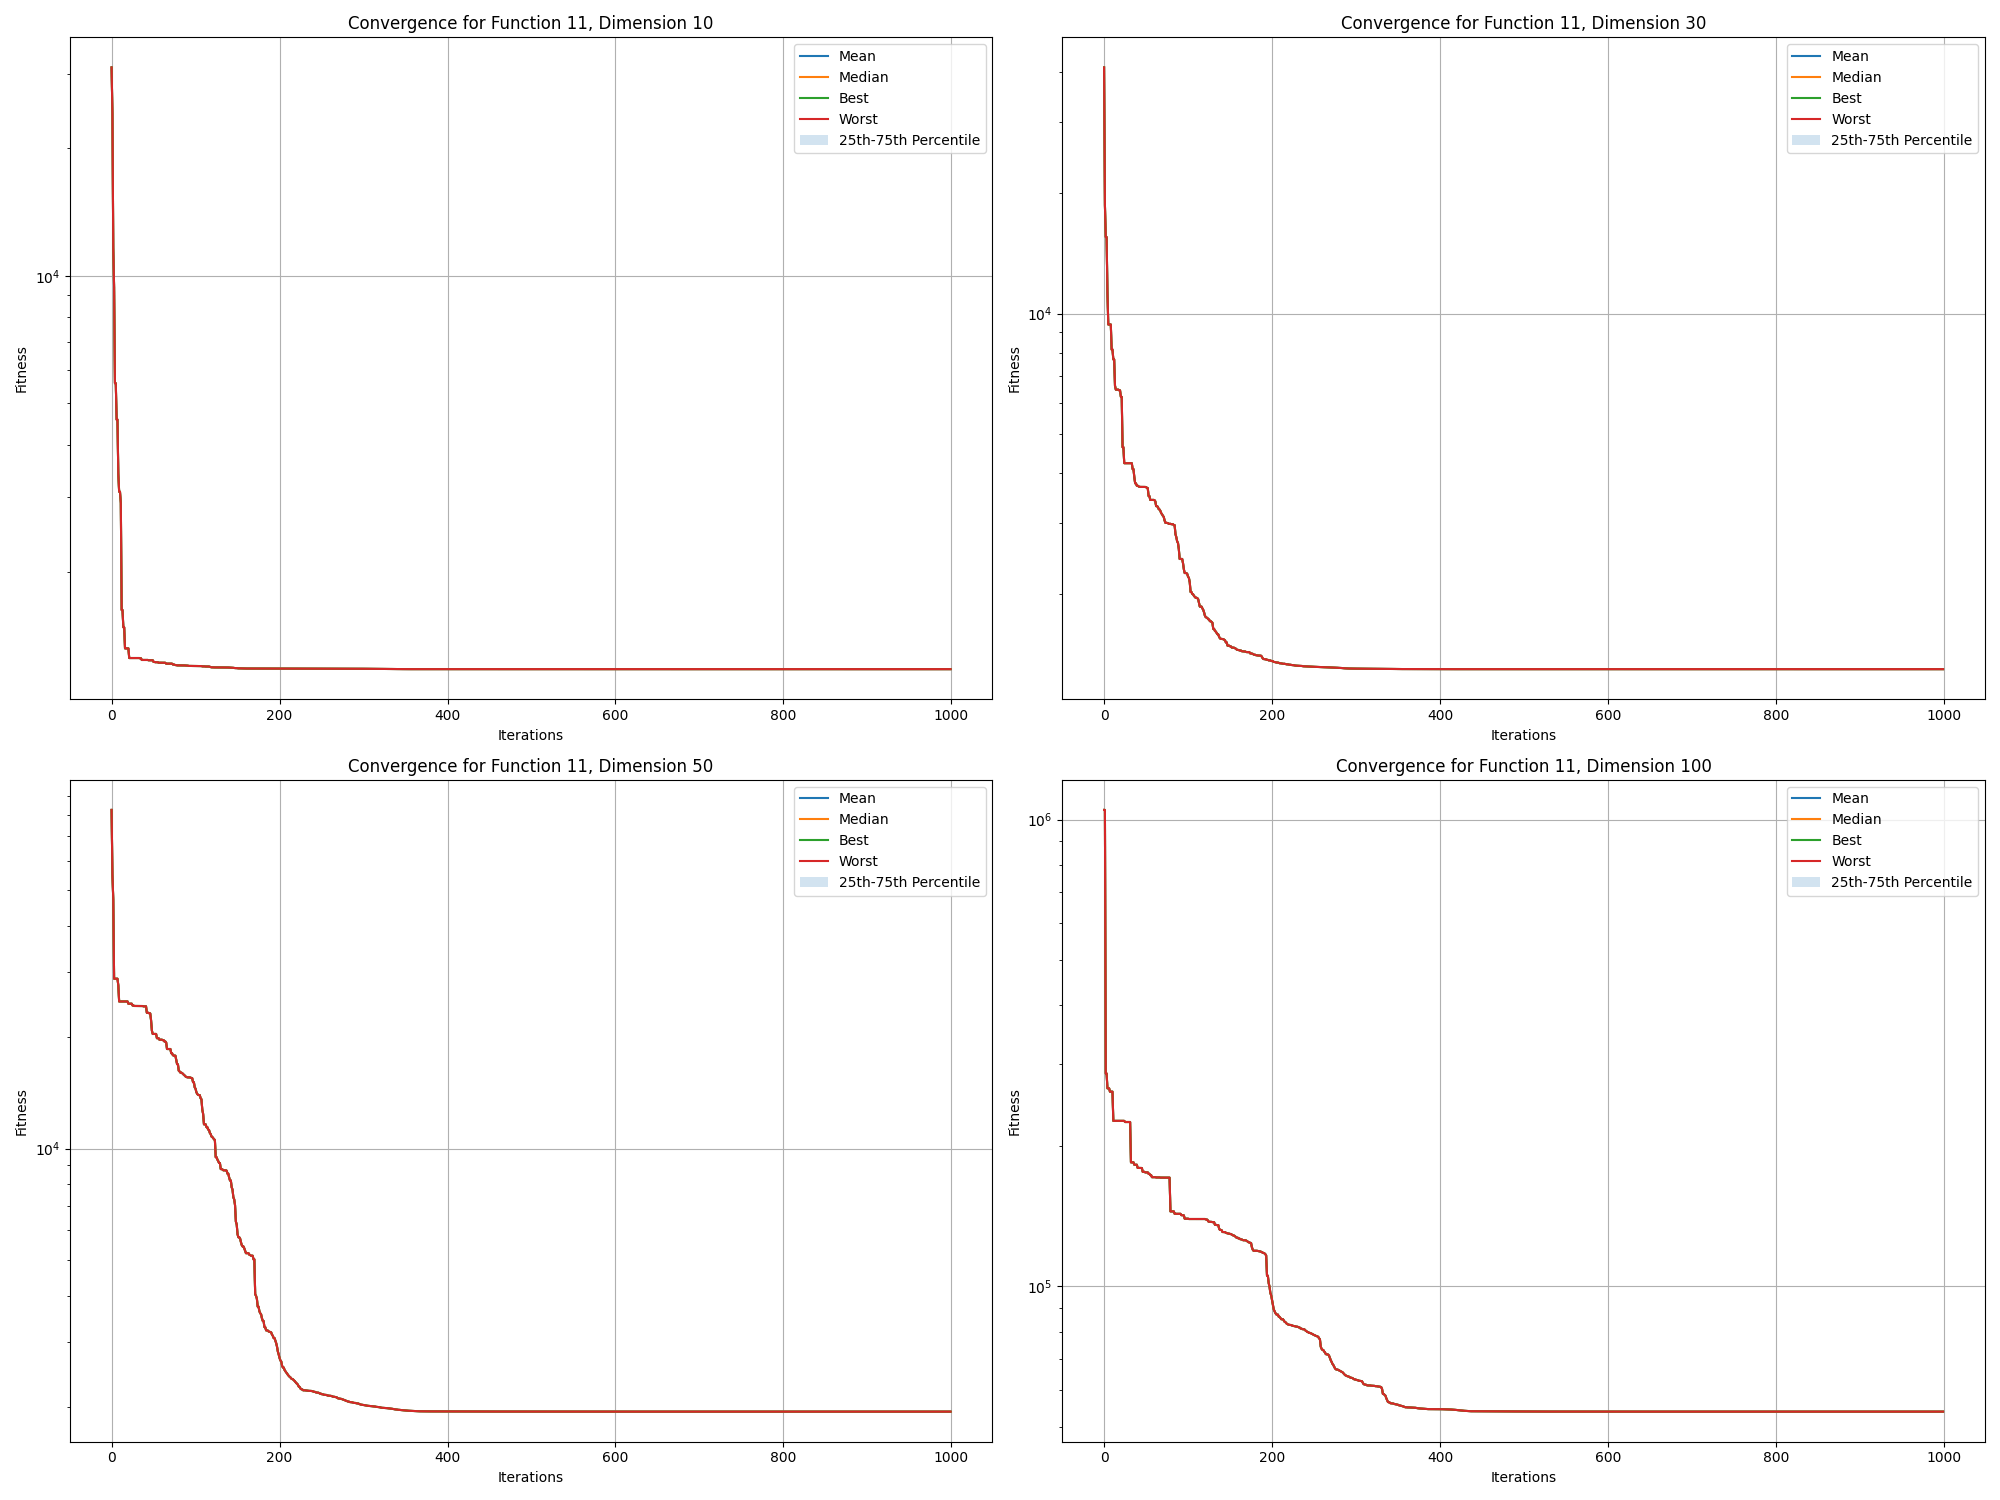 Convergence for Function 11, Dimension 10
Fitness
10^4
Mean
Median
Best
Worst
25th-75th Percentile
0 200 400 600 800 1000
Iterations
Convergence for Function 11, Dimension 30
Fitness
10^4
Mean
Median
Best
Worst
25th-75th Percentile
0 200 400 600 800 1000
Iterations
Convergence for Function 11, Dimension 50
Fitness
10^4
Mean
Median
Best
Worst
25th-75th Percentile
0 200 400 600 800 1000
Iterations
Convergence for Function 11, Dimension 100
Fitness
10^6
10^5
Mean
Median
Best
Worst
25th-75th Percentile
0 200 400 600 800 1000
Iterations